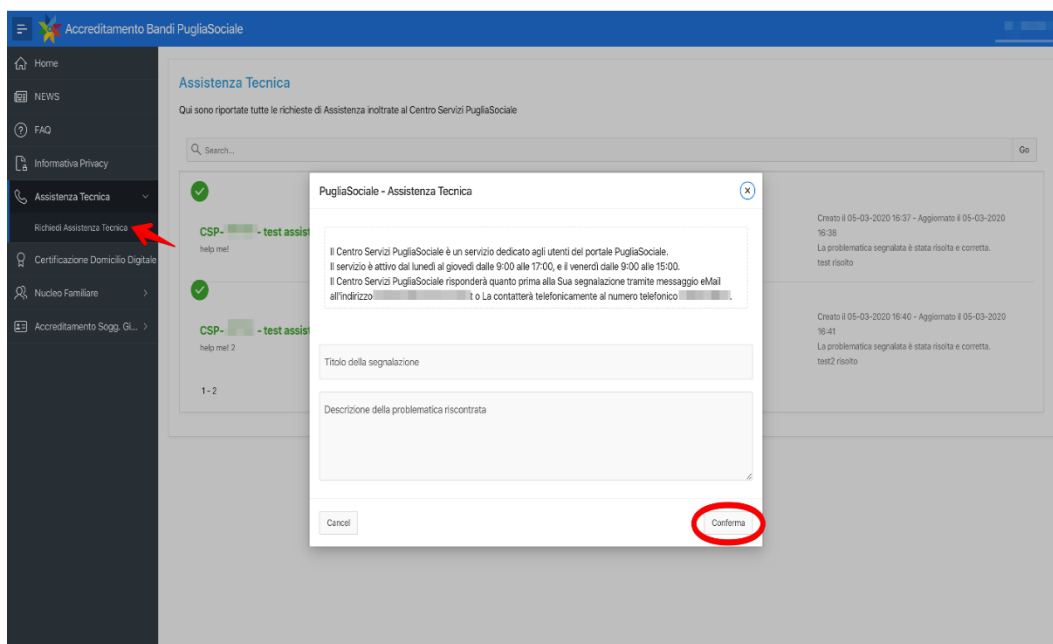 Accreditamento Bandi PugliaSociale
Home
NEWS
FAQ
Informativa Privacy
Assistenza Tecnica
Richiedi Assistenza Tecnica
Certificazione Domicilio Digitale
Nucleo Familiare
Accreditamento Sogg. Gi...
Assistenza Tecnica
Qui sono riportate tutte le richieste di Assistenza inoltrate al Centro Servizi PugliaSociale
Search...
Go
CSP- - test assist
help me!
Creato il 05-03-2020 16:37 - Aggiornato il 05-03-2020
16:38
La problematica segnalata è stata risolta e corretta.
test risolto
CSP- - test assist
help me! 2
Creato il 05-03-2020 16:40 - Aggiornato il 05-03-2020
16:41
La problematica segnalata è stata risolta e corretta.
test2 risolto
1 - 2
PugliaSociale - Assistenza Tecnica
Il Centro Servizi PugliaSociale è un servizio dedicato agli utenti del portale PugliaSociale.
Il servizio è attivo dal lunedì al giovedì dalle 9:00 alle 17:00, e il venerdì dalle 9:00 alle 15:00.
Il Centro Servizi PugliaSociale risponderà quanto prima alla Sua segnalazione tramite messaggio eMail
all'indirizzo t o La contatterà telefonicamente al numero telefonico .
Titolo della segnalazione
Descrizione della problematica riscontrata
Cancel
Conferma